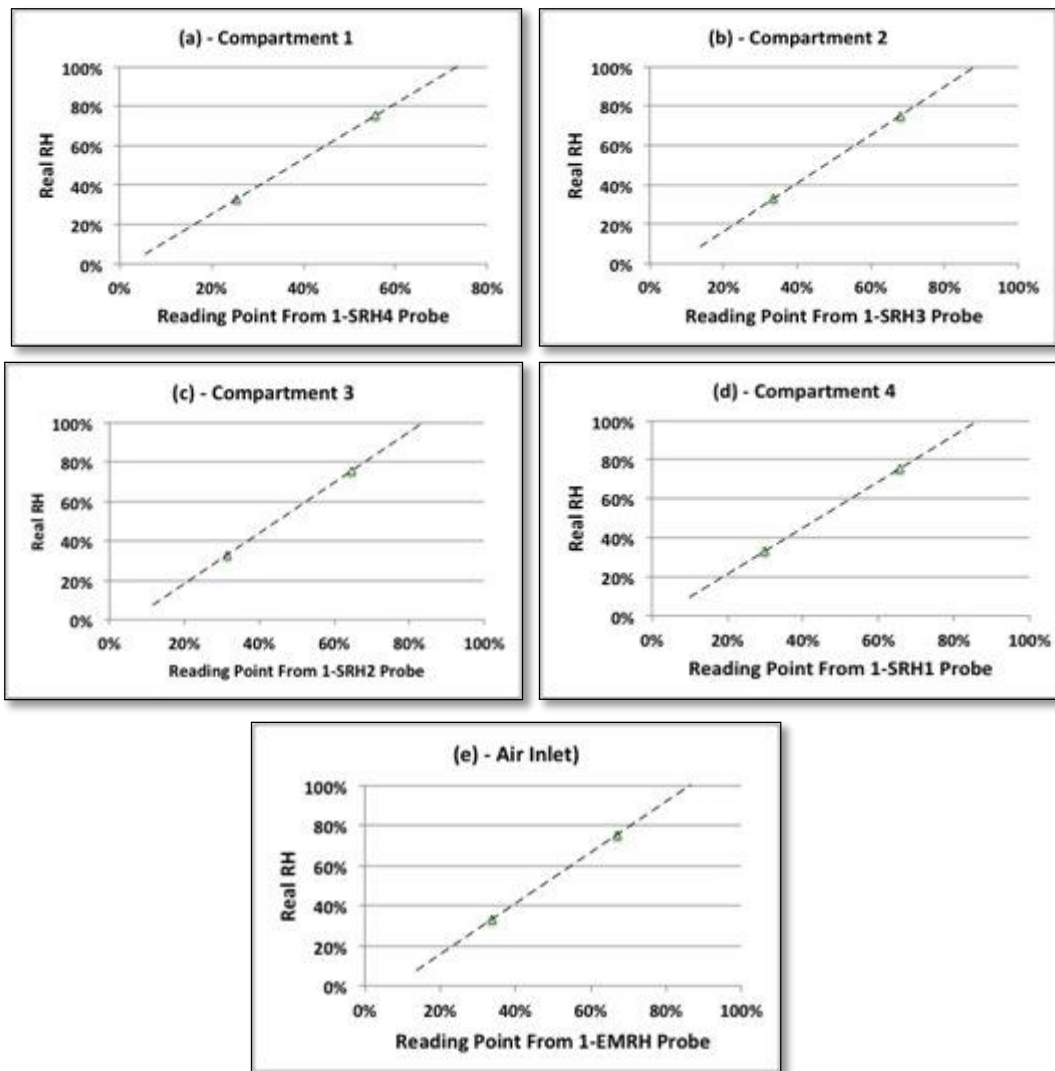 (a) - Compartment 1
100%
80%
60%
40%
20%
0%
Real RH
0% 20% 40% 60% 80%
Reading Point From 1-SRH4 Probe
(b) - Compartment 2
100%
80%
60%
40%
20%
0%
Real RH
0% 20% 40% 60% 80% 100%
Reading Point From 1-SRH3 Probe
(c) - Compartment 3
100%
80%
60%
40%
20%
0%
Real RH
0% 20% 40% 60% 80% 100%
Reading Point From 1-SRH2 Probe
(d) - Compartment 4
100%
80%
60%
40%
20%
0%
Real RH
0% 20% 40% 60% 80% 100%
Reading Point From 1-SRH1 Probe
(e) - Air Inlet)
100%
80%
60%
40%
20%
0%
Real RH
0% 20% 40% 60% 80% 100%
Reading Point From 1-EMRH Probe